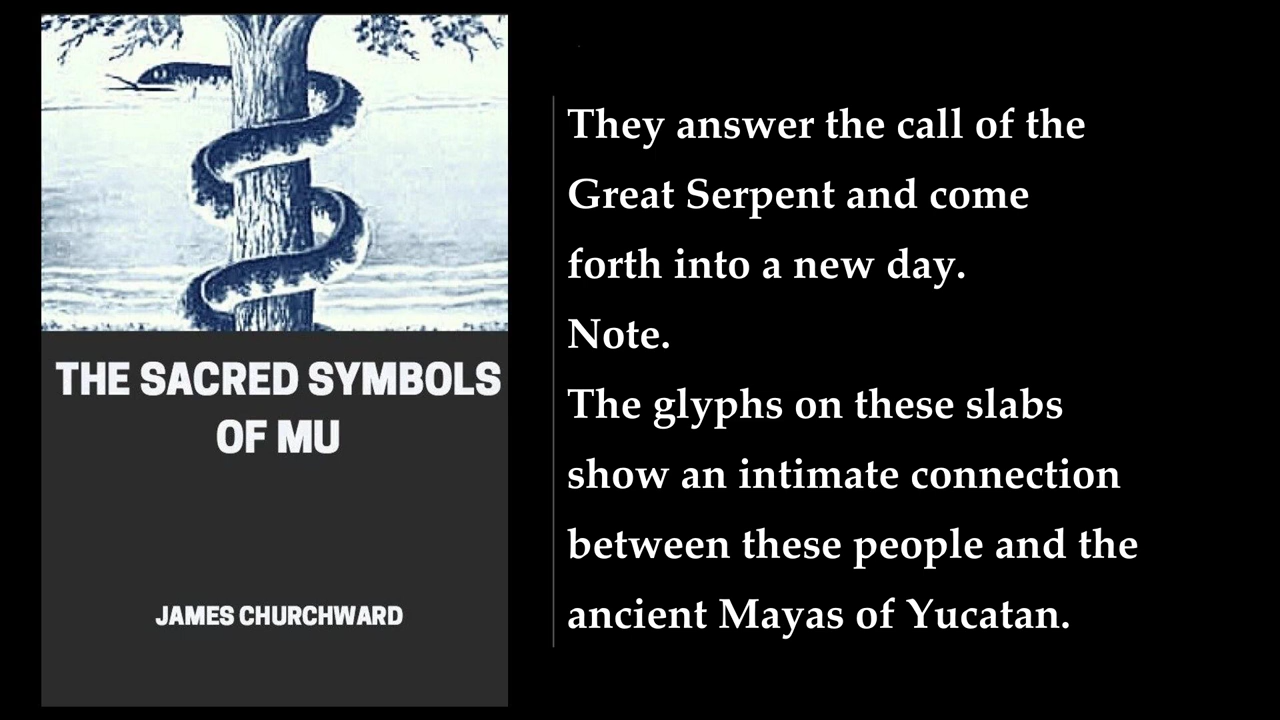 THE SACRED SYMBOLS
OF MU
JAMES CHURCHWARD
They answer the call of the
Great Serpent and come
forth into a new day.
Note.
The glyphs on these slabs
show an intimate connection
between these people and the
ancient Mayas of Yucatan.